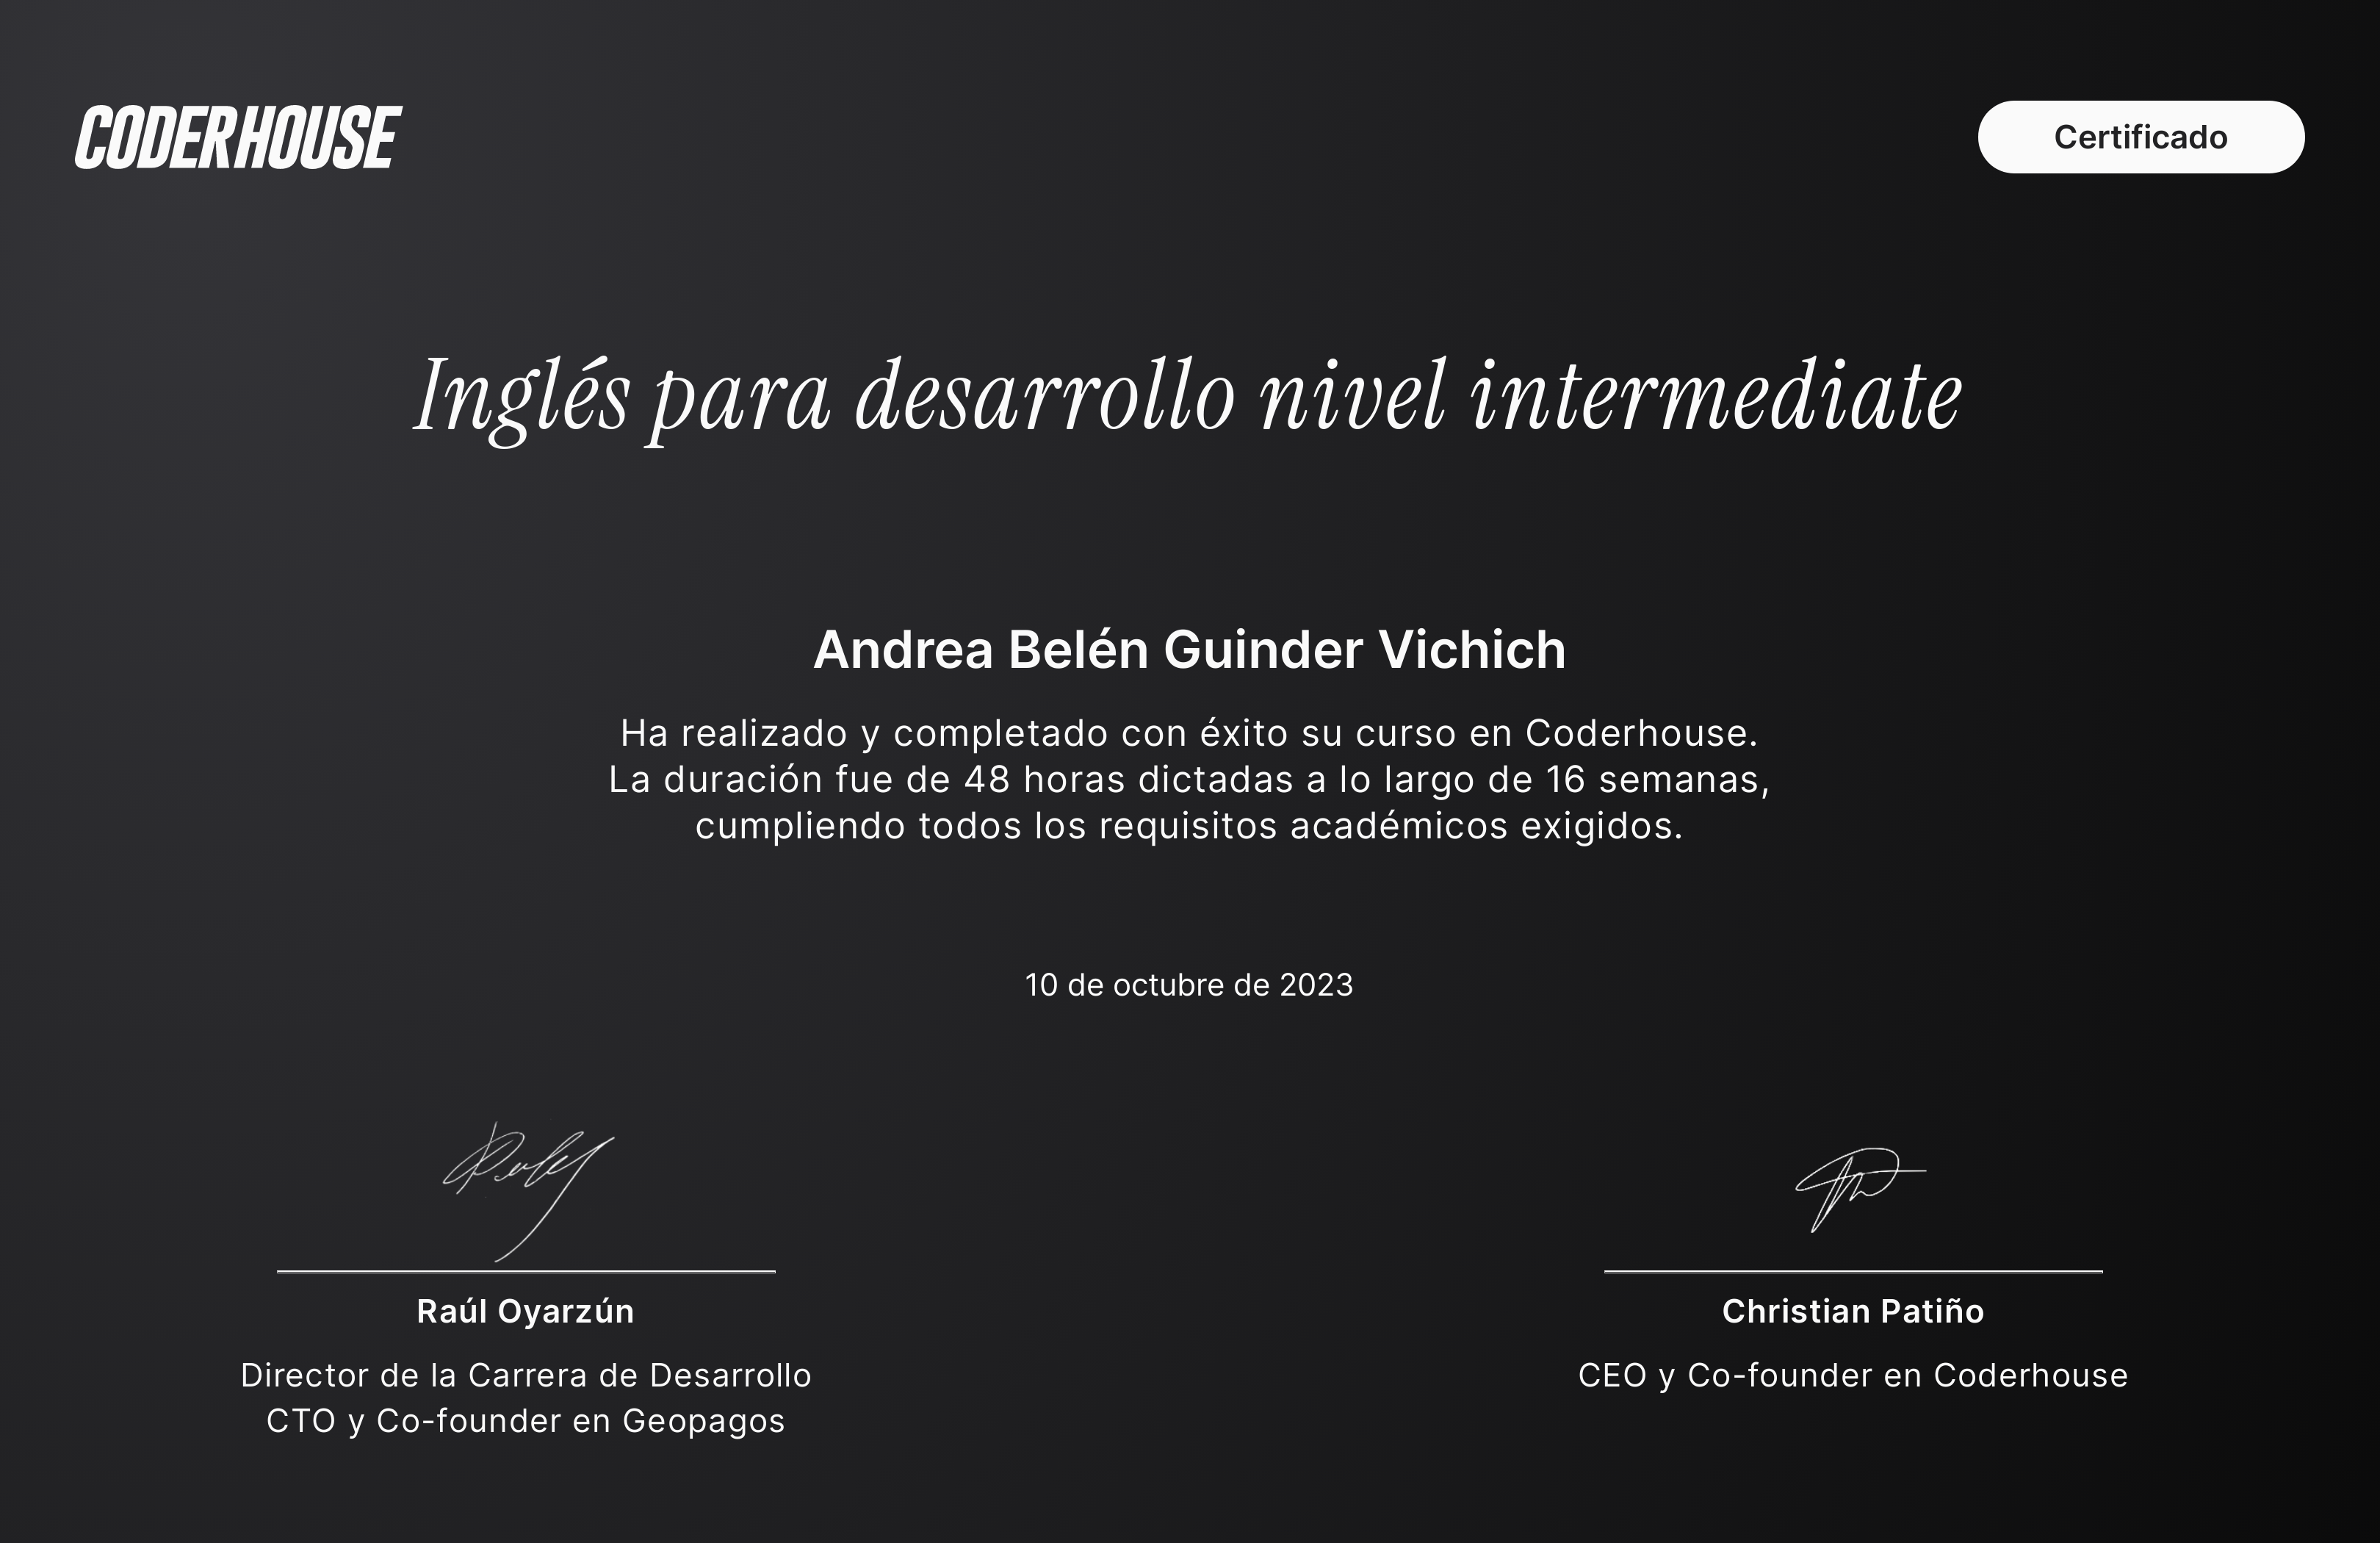 CODERHOUSE
Certificado
Inglés para desarrollo nivel intermediate
Andrea Belén Guinder Vichich
Ha realizado y completado con éxito su curso en Coderhouse.
La duración fue de 48 horas dictadas a lo largo de 16 semanas,
cumpliendo todos los requisitos académicos exigidos.
10 de octubre de 2023
Raúl Oyarzún
Director de la Carrera de Desarrollo
CTO y Co-founder en Geopagos
Christian Patiño
CEO y Co-founder en Coderhouse